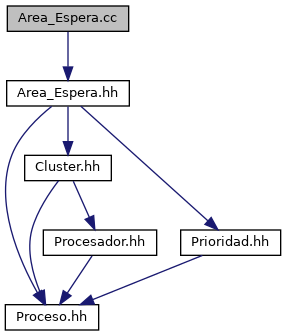 Area_Espera.cc
Area_Espera.hh
Cluster.hh
Procesador.hh
Prioridad.hh
Proceso.hh